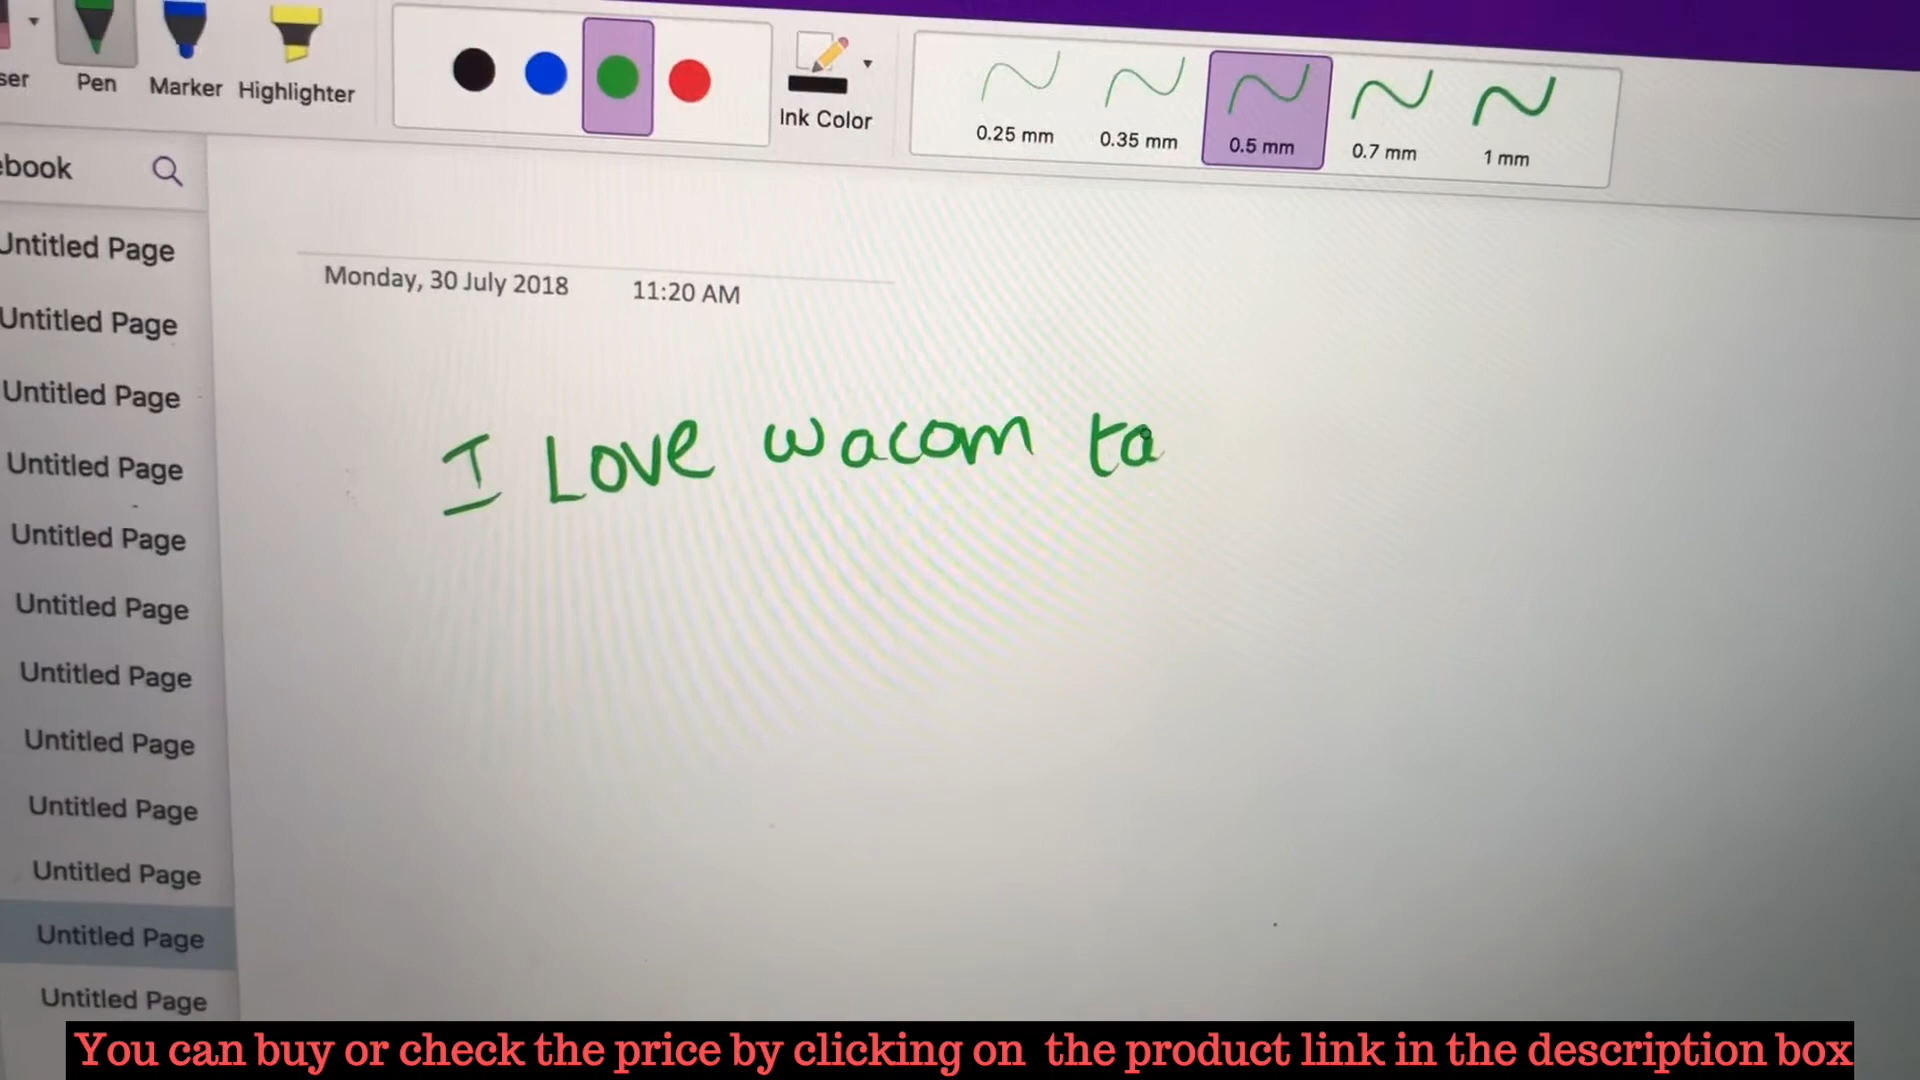 ser Pen Marker Highlighter Ink Color 0.25 mm 0.35 mm 0.5 mm 0.7 mm 1 mm
ebook
Untitled Page
Untitled Page
Untitled Page
Untitled Page
Untitled Page
Untitled Page
Untitled Page
Untitled Page
Untitled Page
Untitled Page
Untitled Page
Untitled Page
Monday, 30 July 2018 11:20 AM
I Love wacom ta
You can buy or check the price by clicking on the product link in the description box